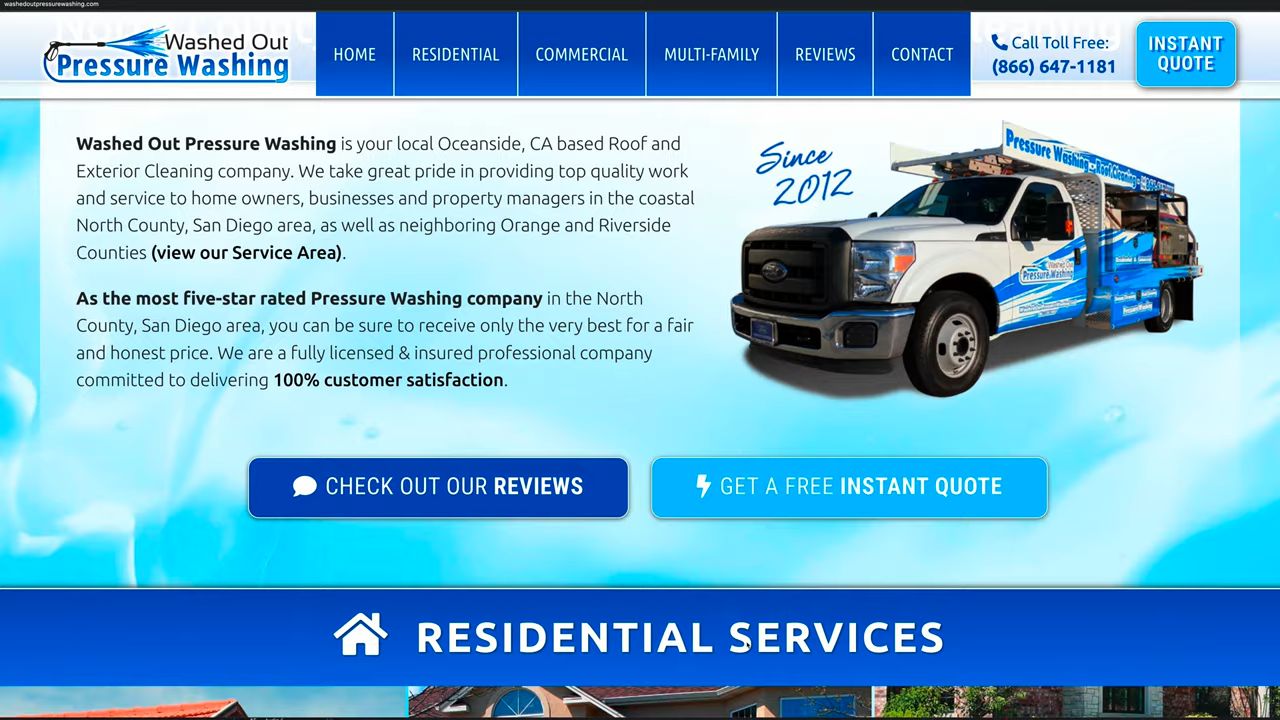 washedoutpressurewashing.com
Washed Out
Pressure Washing
HOME
RESIDENTIAL
COMMERCIAL
MULTI-FAMILY
REVIEWS
CONTACT
Call Toll Free:
(866) 647-1181
INSTANT
QUOTE
Washed Out Pressure Washing is your local Oceanside, CA based Roof and
Exterior Cleaning company. We take great pride in providing top quality work
and service to home owners, businesses and property managers in the coastal
North County, San Diego area, as well as neighboring Orange and Riverside
Counties (view our Service Area).
As the most five-star rated Pressure Washing company in the North
County, San Diego area, you can be sure to receive only the very best for a fair
and honest price. We are a fully licensed & insured professional company
committed to delivering 100% customer satisfaction.
Since
2012
Pressure Washing - Roof Cleaning -
Washed Out
Pressure Washing
CHECK OUT OUR REVIEWS
GET A FREE INSTANT QUOTE
RESIDENTIAL SERVICES